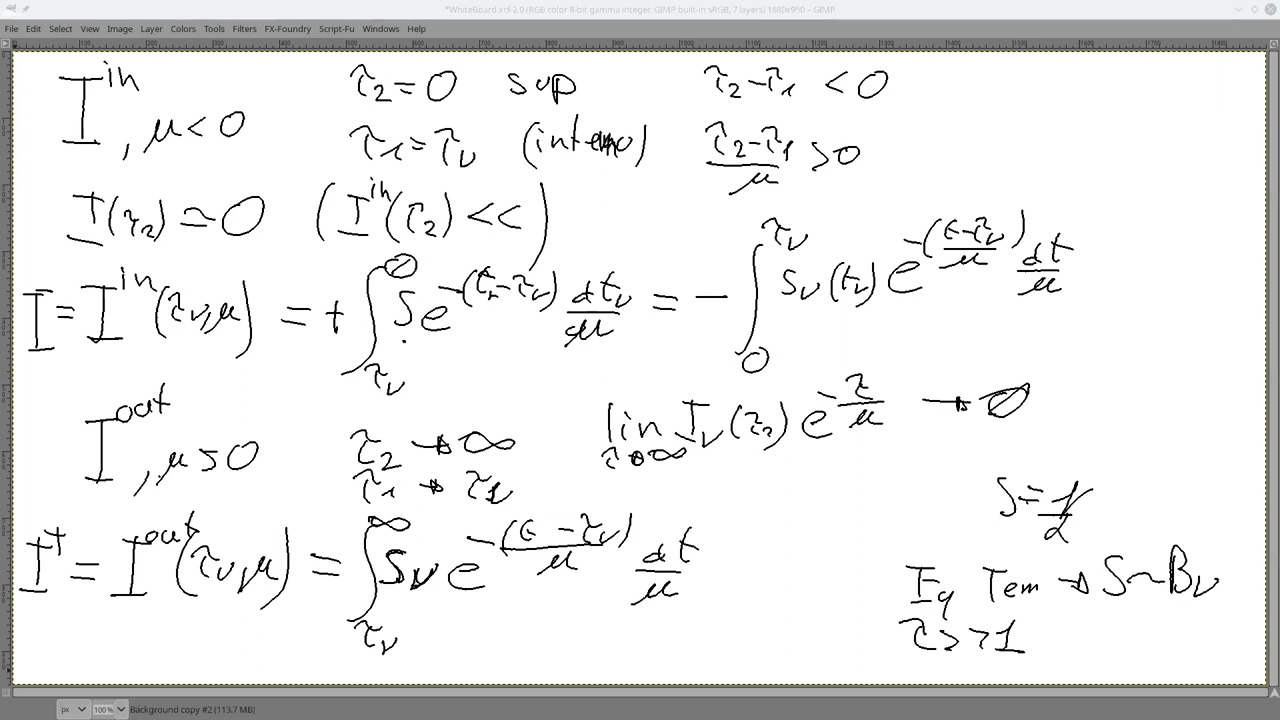 *WhiteBoard.xcf-2.0 (RGB color 8-bit gamma integer, GIMP built-in sRGB, 7 layers) 1880x950 – GIMP
File Edit Select View Image Layer Colors Tools Filters FX-Foundry Script-Fu Windows Help
I^in, μ<0
τ₂ = 0 sup
τ₁ = τ_ν (interno)
τ₂-τ₁ < 0
(τ₂-τ₁)/μ >0
I(τ₂) ≃ 0 (I^in(τ₂) <<)
I⁻ = I^in(τ_ν,μ) = + ∫_{τ_ν}^{0} S e^{-(t_ν-τ_ν)} dt_ν/μ = - ∫_{0}^{τ_ν} S_ν(t_ν) e^{-(t-τ_ν)/μ} dt/μ
I^out, μ>0
τ₂ → ∞
τ₁ → τ_ν
lim_{τ→∞} I_ν(τ₂) e^{-τ/μ} → 0
I⁺ = I^out(τ_ν,μ) = ∫_{τ_ν}^{∞} S_ν e^{-(t-τ_ν)/μ} dt/μ
Eq Tem → S~B_ν
τ>>1
px 100% Background copy #2 (113.7 MB)